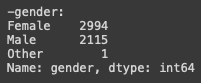 -gender:
Female    2994
Male      2115
Other        1
Name: gender, dtype: int64